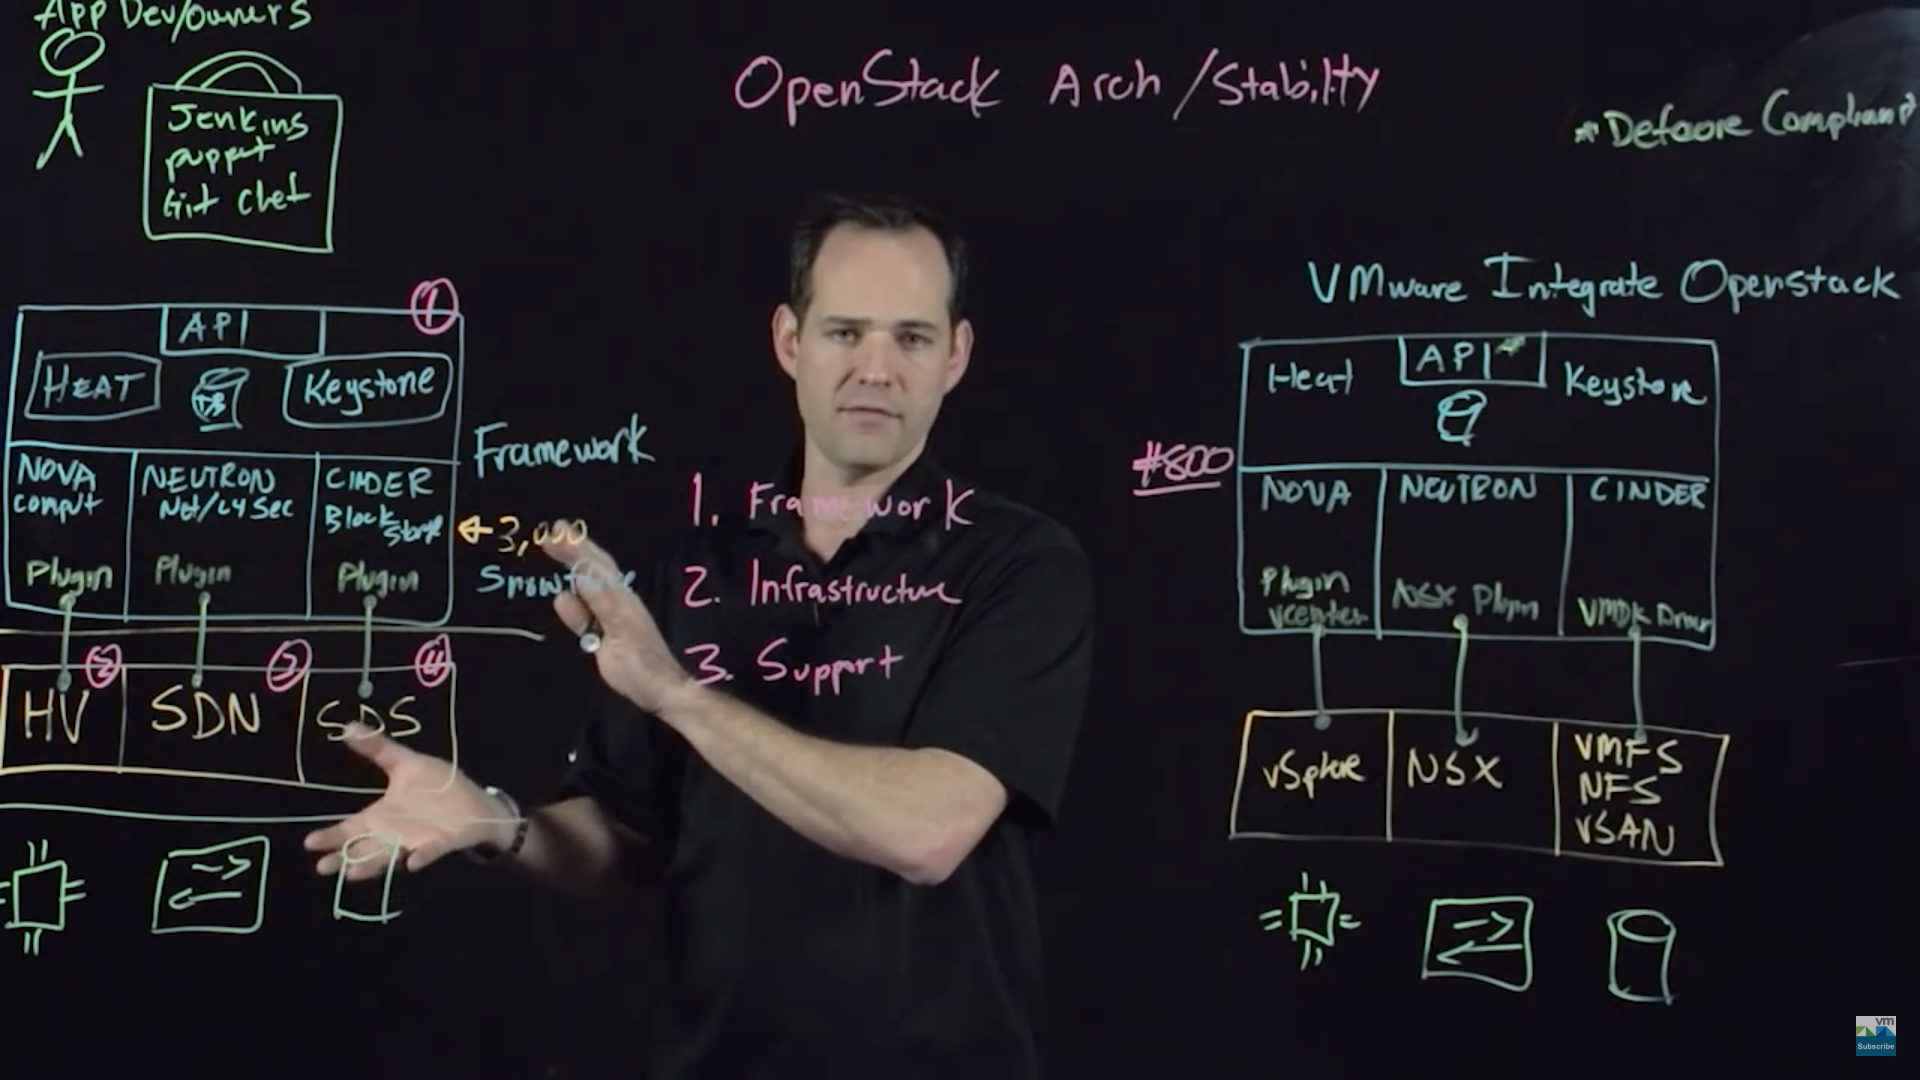 App Dev/owners
Jenkins
puppet
Git Chef
OpenStack Arch/Stabilty
*Defcore Compliant
API
1
HEAT
Keystone
NOVA
comput
Plugin
NEUTRON
Net/L4 Sec
Plugin
CINDER
Block
Storge
Plugin
Framework
3,000
HV
2
SDN
3
SDS
4
1. Framework
2. Infrastructure
3. Support
VMware Integrate Openstack
Heat
API*
Keystone
#800
NOVA
Plugin
vcenter
NEUTRON
NSX Plugin
CINDER
VMDK Driver
vSphere
NSX
VMFS
NFS
VSAN
vm
Subscribe